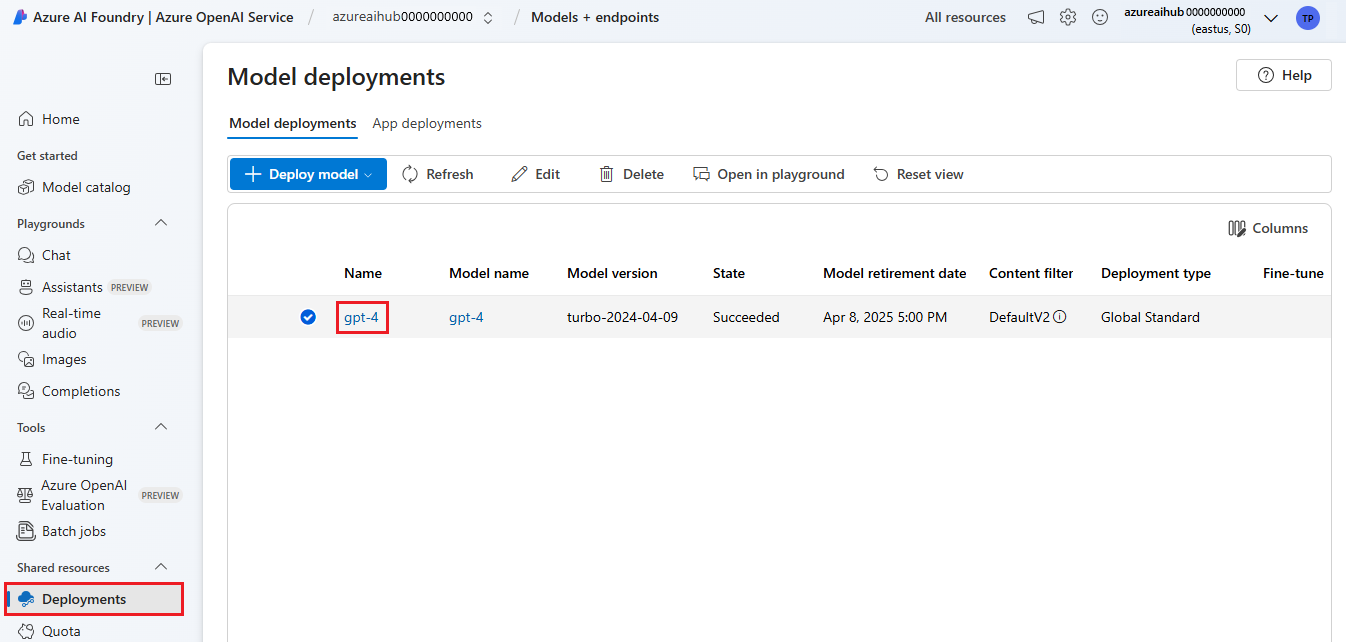 Azure AI Foundry | Azure OpenAI Service / azureaihub0000000000 / Models + endpoints All resources azureaihub0000000000 (eastus, S0) TP
Model deployments
Help
Model deployments App deployments
Deploy model Refresh Edit Delete Open in playground Reset view
Columns
Name Model name Model version State Model retirement date Content filter Deployment type Fine-tune
gpt-4 gpt-4 turbo-2024-04-09 Succeeded Apr 8, 2025 5:00 PM DefaultV2 Global Standard
Home
Get started
Model catalog
Playgrounds
Chat
Assistants PREVIEW
Real-time audio PREVIEW
Images
Completions
Tools
Fine-tuning
Azure OpenAI Evaluation PREVIEW
Batch jobs
Shared resources
Deployments
Quota